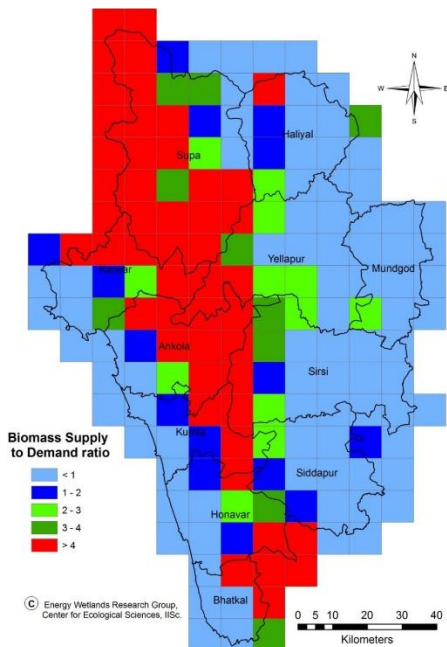 N
W E
S
Haliyal
Supa
Yellapur
Mundgod
Karwar
Ankola
Sirsi
Kumta
Siddapur
Honavar
Bhatkal
Biomass Supply
to Demand ratio
< 1
1 - 2
2 - 3
3 - 4
> 4
C Energy Wetlands Research Group,
Center for Ecological Sciences, IISc.
0 5 10 20 30 40
Kilometers